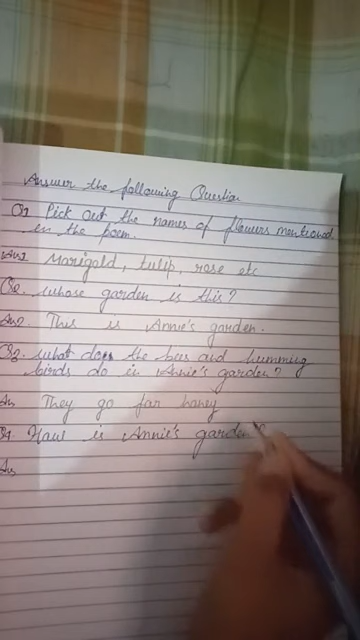 Answer the following Question
Q1 Pick out the names of flowers mentioned
in the poem.
Ans1 Marigold, tulip, rose etc
Q2. whose garden is this?
Ans2. This is Annie's garden.
Q3. what does the bees and humming
birds do in Annie's garden?
Ans They go for honey
Q4 How is Annie's garden?
Ans